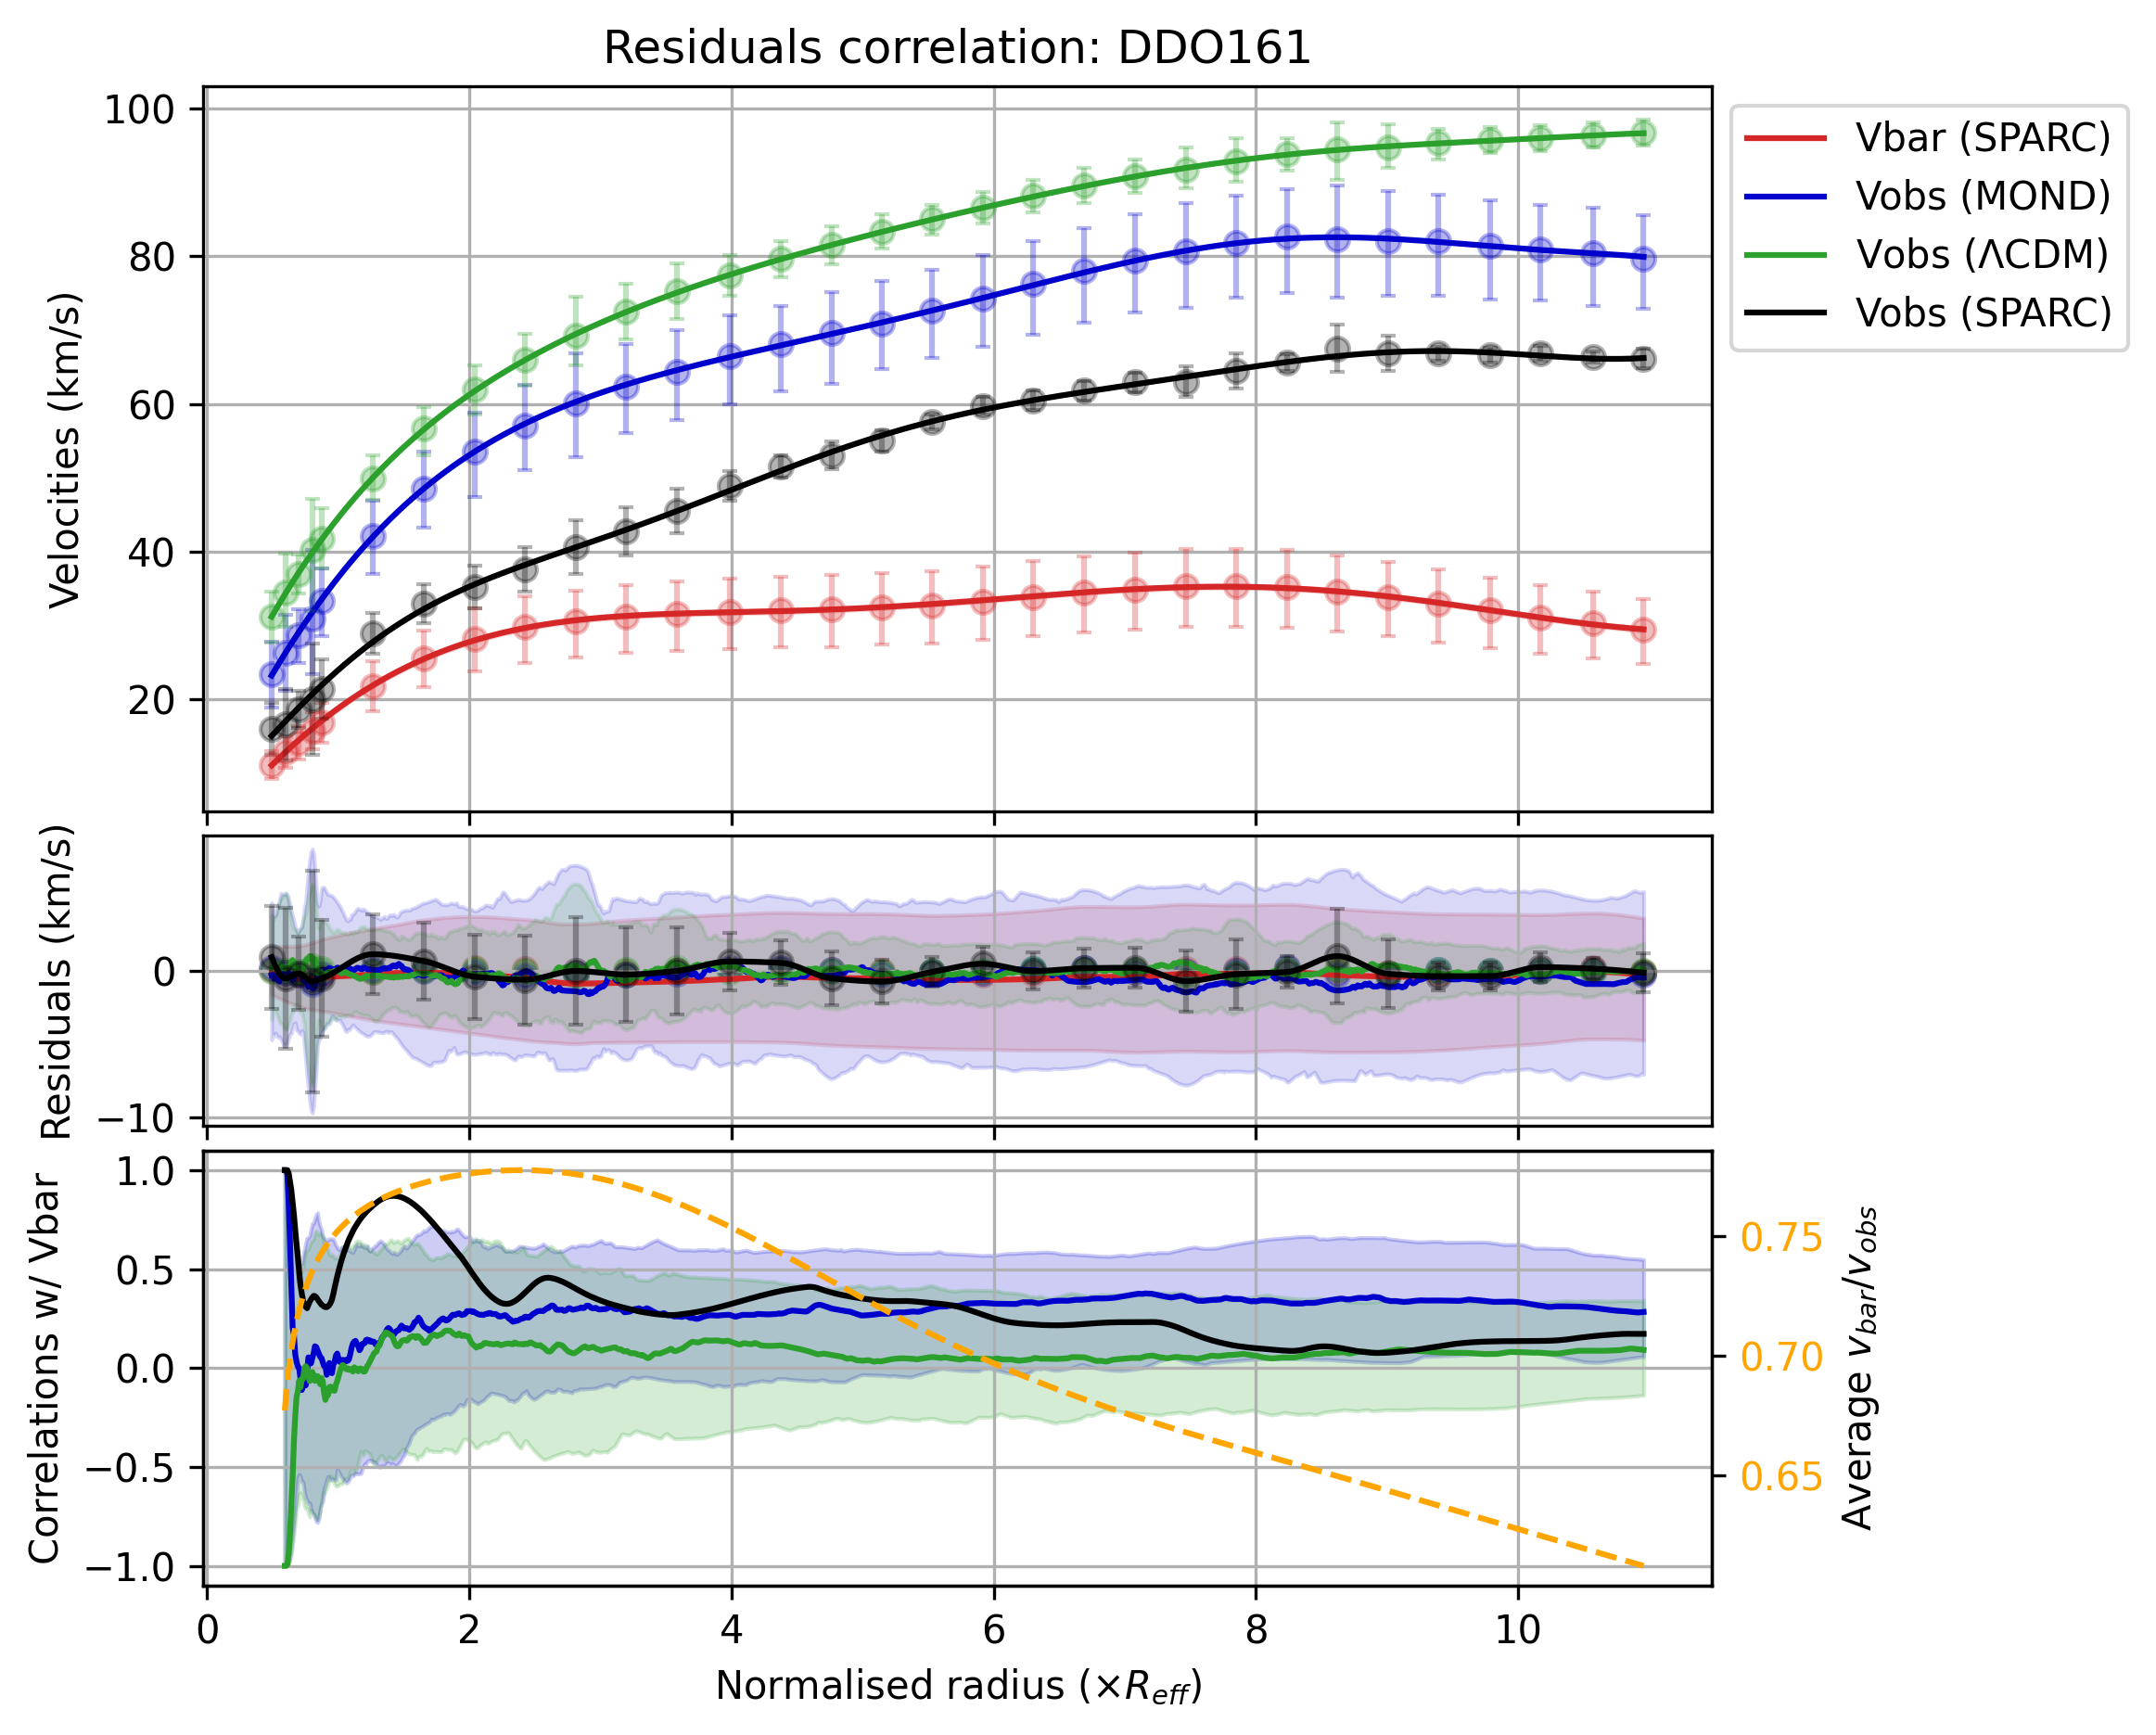 Residuals correlation: DDO161
100
80
60
40
20
Velocities (km/s)
Vbar (SPARC)
Vobs (MOND)
Vobs (ΛCDM)
Vobs (SPARC)
0
−10
Residuals (km/s)
1.0
0.5
0.0
−0.5
−1.0
Correlations w/ Vbar
0.75
0.70
0.65
Average v_bar/v_obs
0 2 4 6 8 10
Normalised radius (×R_eff)